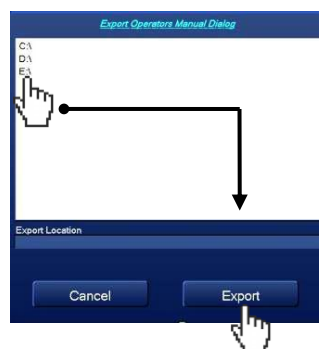 Export Operators Manual Dialog
C:\
D:\
E:\
Export Location
Cancel Export